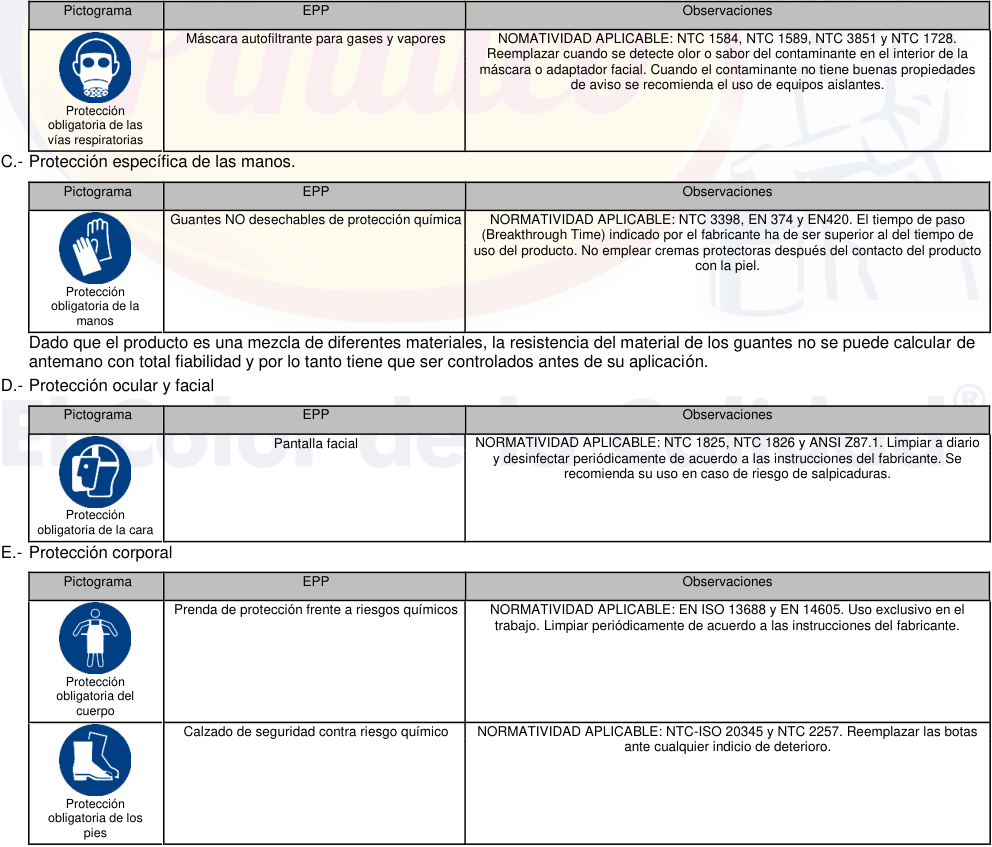 Pictograma EPP Observaciones
Máscara autofiltrante para gases y vapores
NOMATIVIDAD APLICABLE: NTC 1584, NTC 1589, NTC 3851 y NTC 1728.
Reemplazar cuando se detecte olor o sabor del contaminante en el interior de la
máscara o adaptador facial. Cuando el contaminante no tiene buenas propiedades
de aviso se recomienda el uso de equipos aislantes.
Protección
obligatoria de las
vías respiratorias
C.- Protección específica de las manos.
Pictograma EPP Observaciones
Guantes NO desechables de protección química
NORMATIVIDAD APLICABLE: NTC 3398, EN 374 y EN420. El tiempo de paso
(Breakthrough Time) indicado por el fabricante ha de ser superior al del tiempo de
uso del producto. No emplear cremas protectoras después del contacto del producto
con la piel.
Protección
obligatoria de la
manos
Dado que el producto es una mezcla de diferentes materiales, la resistencia del material de los guantes no se puede calcular de
antemano con total fiabilidad y por lo tanto tiene que ser controlados antes de su aplicación.
D.- Protección ocular y facial
Pictograma EPP Observaciones
Pantalla facial
NORMATIVIDAD APLICABLE: NTC 1825, NTC 1826 y ANSI Z87.1. Limpiar a diario
y desinfectar periódicamente de acuerdo a las instrucciones del fabricante. Se
recomienda su uso en caso de riesgo de salpicaduras.
Protección
obligatoria de la cara
E.- Protección corporal
Pictograma EPP Observaciones
Prenda de protección frente a riesgos químicos
NORMATIVIDAD APLICABLE: EN ISO 13688 y EN 14605. Uso exclusivo en el
trabajo. Limpiar periódicamente de acuerdo a las instrucciones del fabricante.
Protección
obligatoria del
cuerpo
Calzado de seguridad contra riesgo químico
NORMATIVIDAD APLICABLE: NTC-ISO 20345 y NTC 2257. Reemplazar las botas
ante cualquier indicio de deterioro.
Protección
obligatoria de los
pies